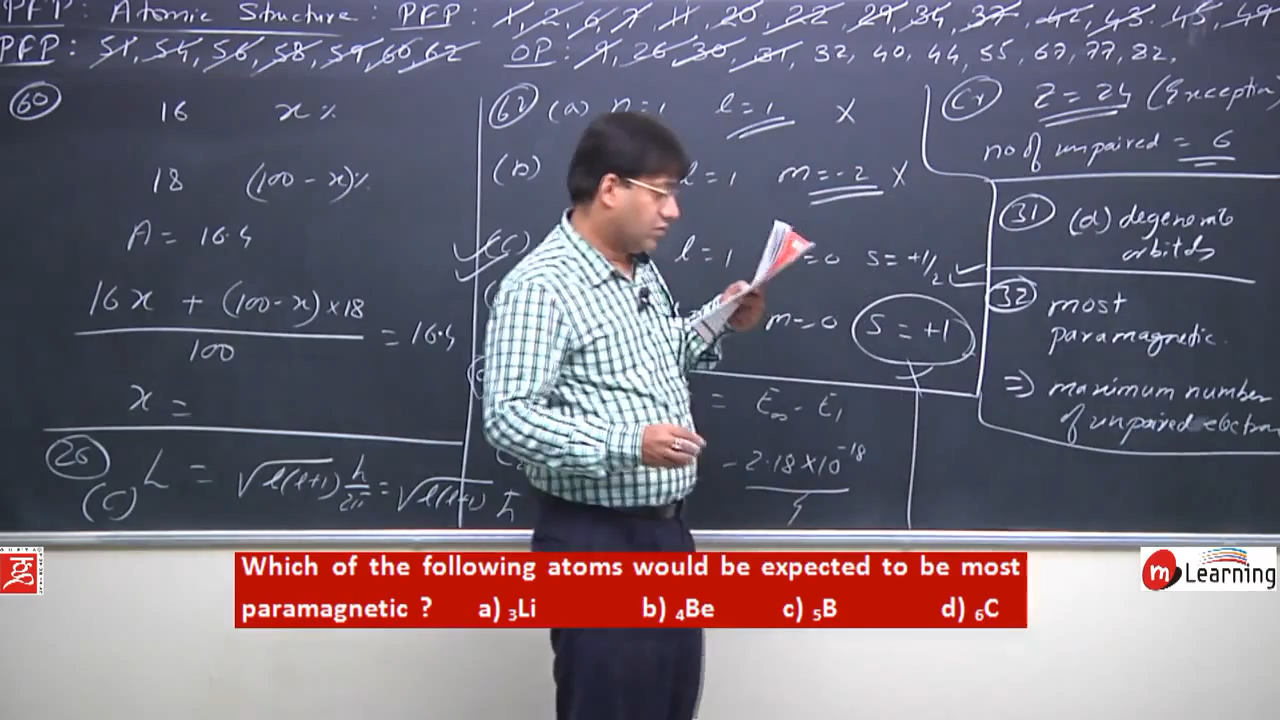 PFP: Atomic Structure: PFP: 1, 2, 6, 7, 11, 20, 22, 29, 34, 37, 42, 43, 45, 49
PFP: 51, 54, 56, 58, 59, 60, 62 OP: 9, 26, 30, 31, 32, 40, 44, 55, 67, 77, 82,
60 16 x%
18 (100-x)%
A = 16.4
16x + (100-x)×18
100
= 16.4
x =
26
(c) L = √l(l+1) h/2π = √l(l+1) ħ
62 (a) n=1 l=1 X
(b) l=1 m=-2 X
(c) l=1 =0 s=+1/2
m=0 s=+1
= E∞ - E1
-2.18×10⁻¹⁸
Cr Z=24 (Exception)
no of unpaired = 6
31 (d) degenerate
orbitals
32 most
paramagnetic.
⇒ maximum number
of unpaired electron
Which of the following atoms would be expected to be most
paramagnetic ? a) ₃Li b) ₄Be c) ₅B d) ₆C
m Learning